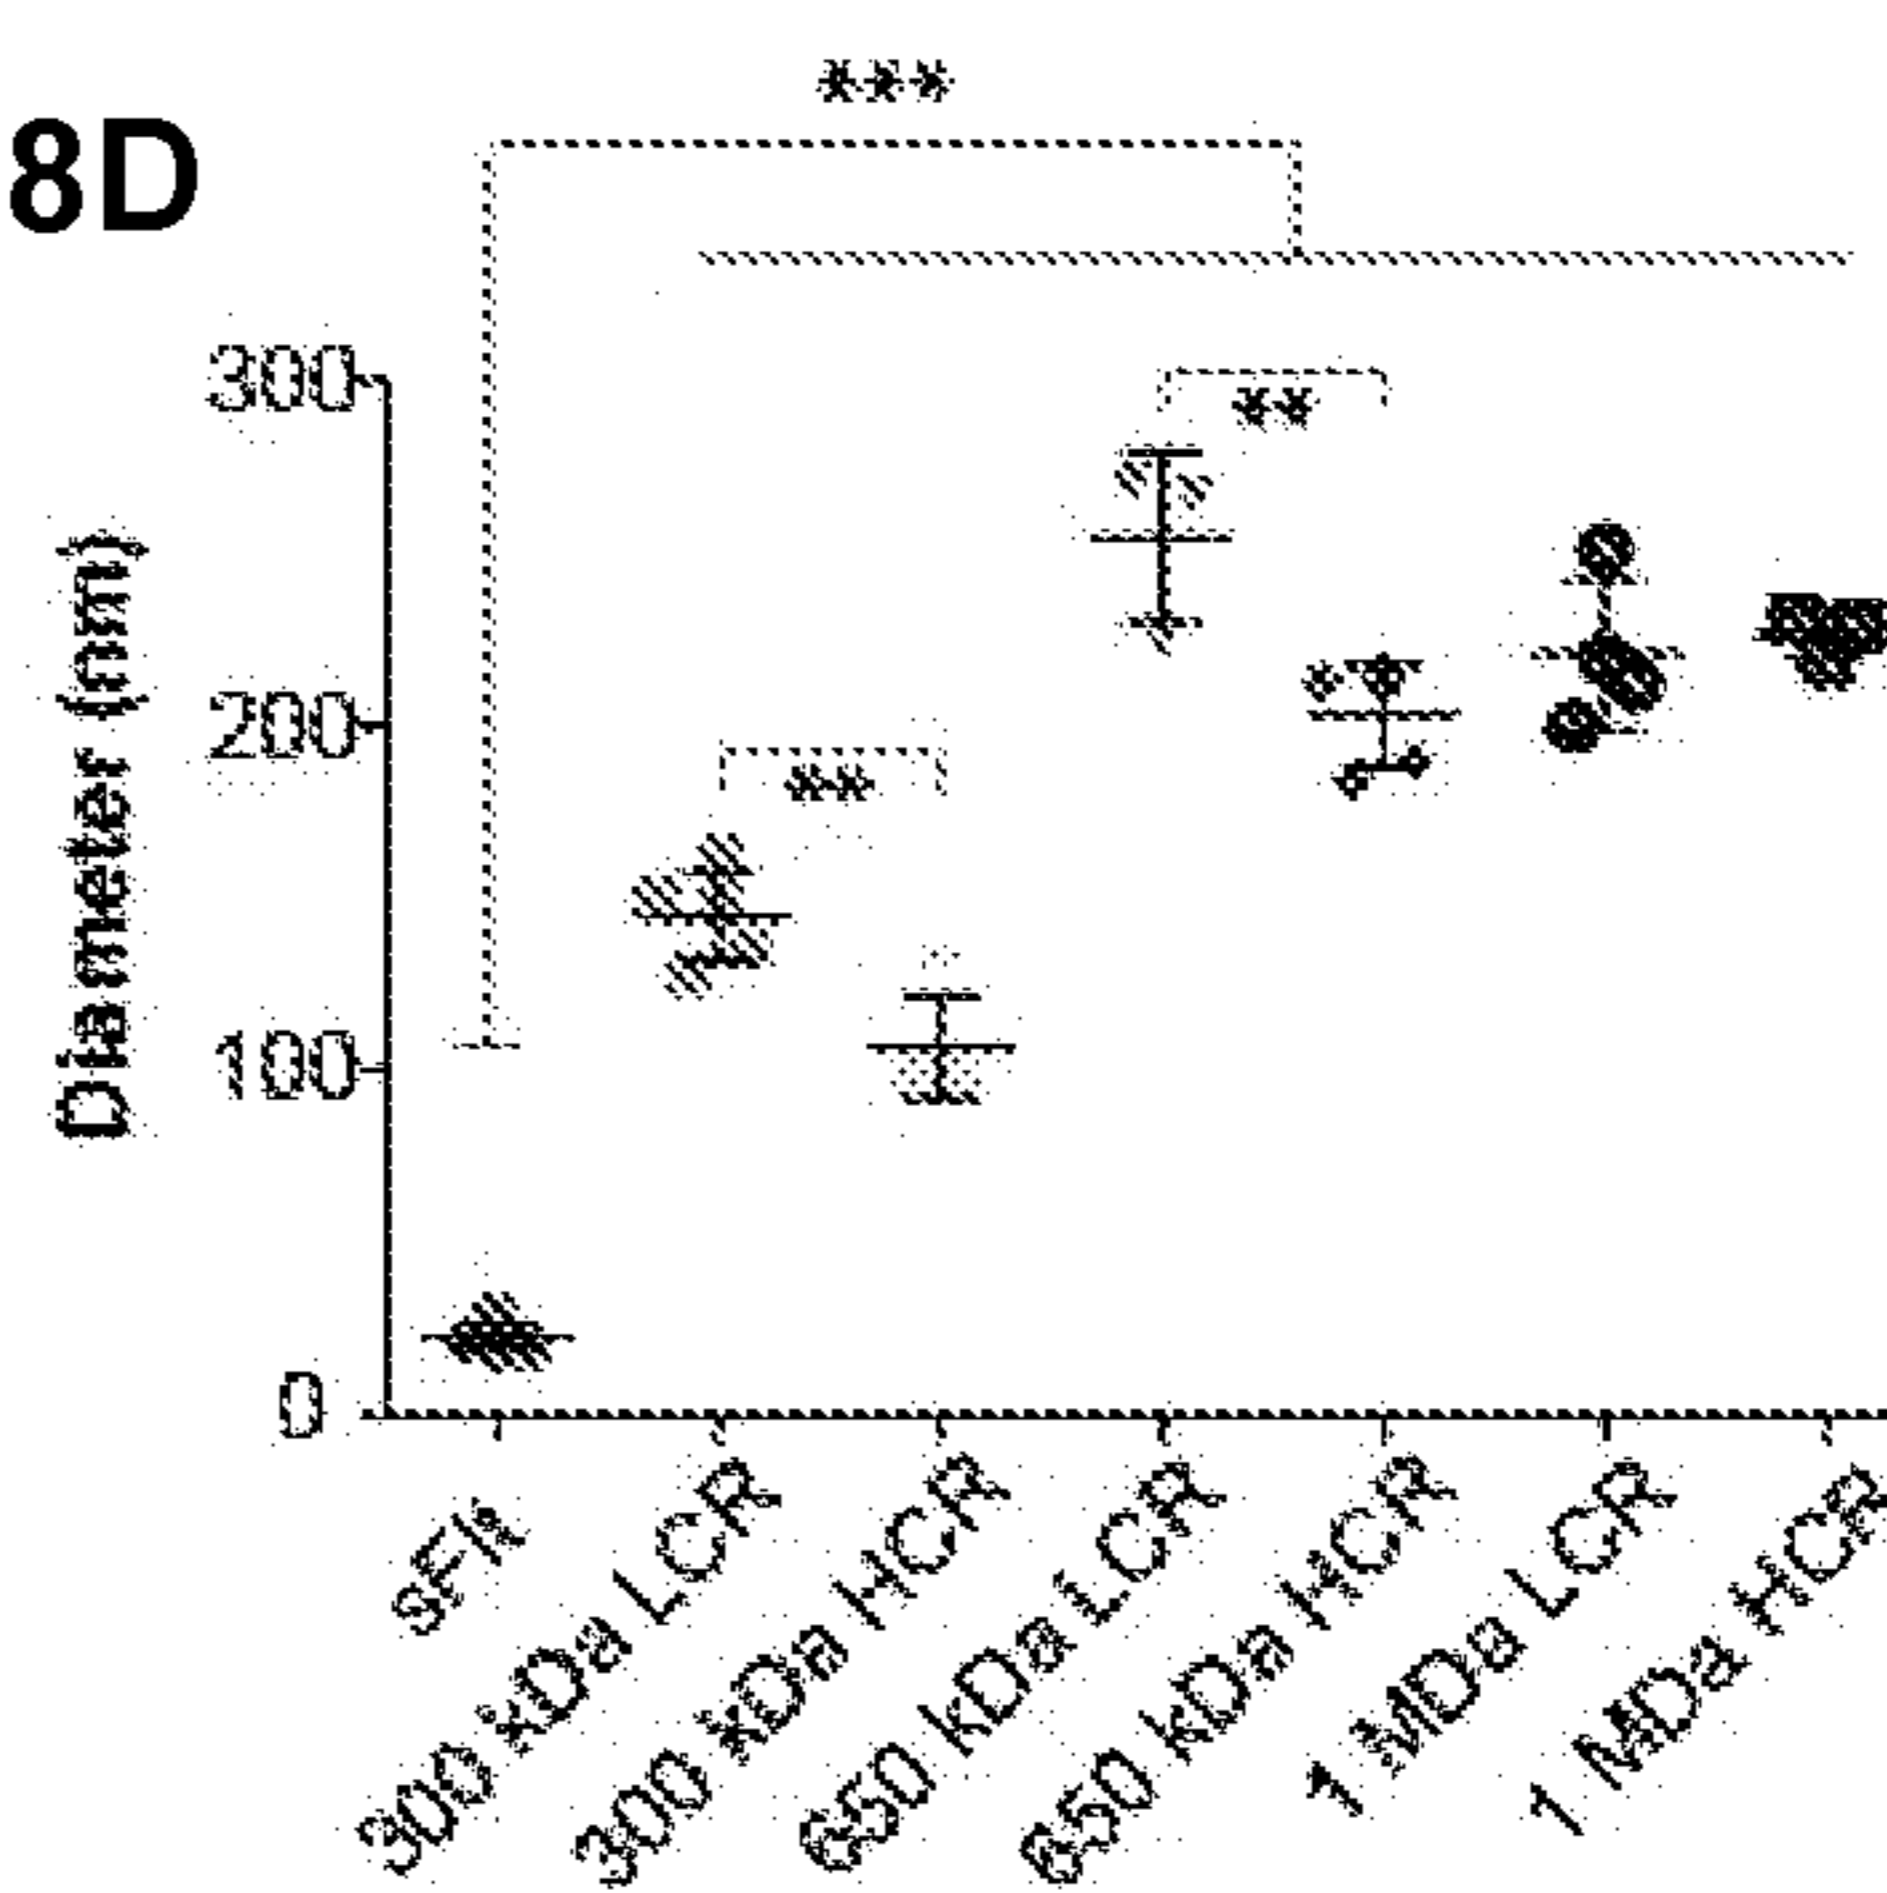 ***
8D
300
**
200
**
100
0
Diameter (nm)
sFlt
300 kDa LCR
300 kDa HCR
650 kDa LCR
650 kDa HCR
1 MDa LCR
1 MDa HCR